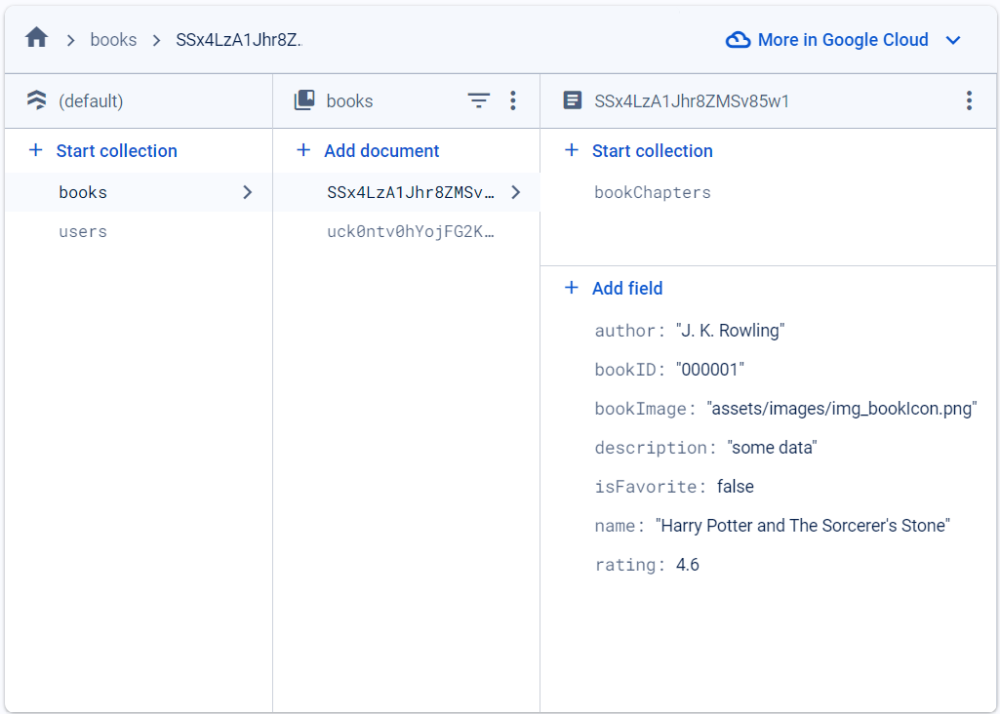 books
SSx4LzA1Jhr8Z..
More in Google Cloud
(default)
books
SSx4LzA1Jhr8ZMSv85w1
Start collection
Add document
Start collection
books
SSx4LzA1Jhr8ZMSv…
bookChapters
users
uck0ntv0hYojFG2K…
Add field
author: "J. K. Rowling"
bookID: "000001"
bookImage: "assets/images/img_bookIcon.png"
description: "some data"
isFavorite: false
name: "Harry Potter and The Sorcerer's Stone"
rating: 4.6